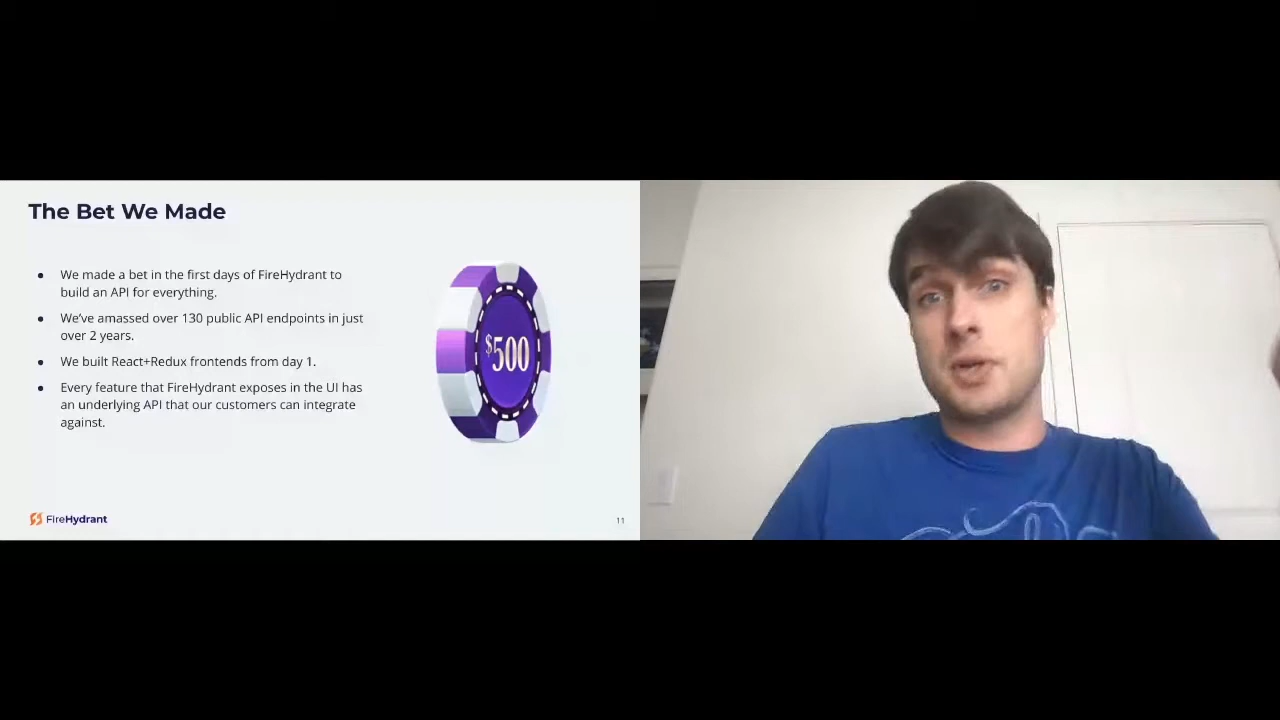 The Bet We Made
● We made a bet in the first days of FireHydrant to
build an API for everything.
● We’ve amassed over 130 public API endpoints in just
over 2 years.
● We built React+Redux frontends from day 1.
● Every feature that FireHydrant exposes in the UI has
an underlying API that our customers can integrate
against.
$500
FireHydrant
11